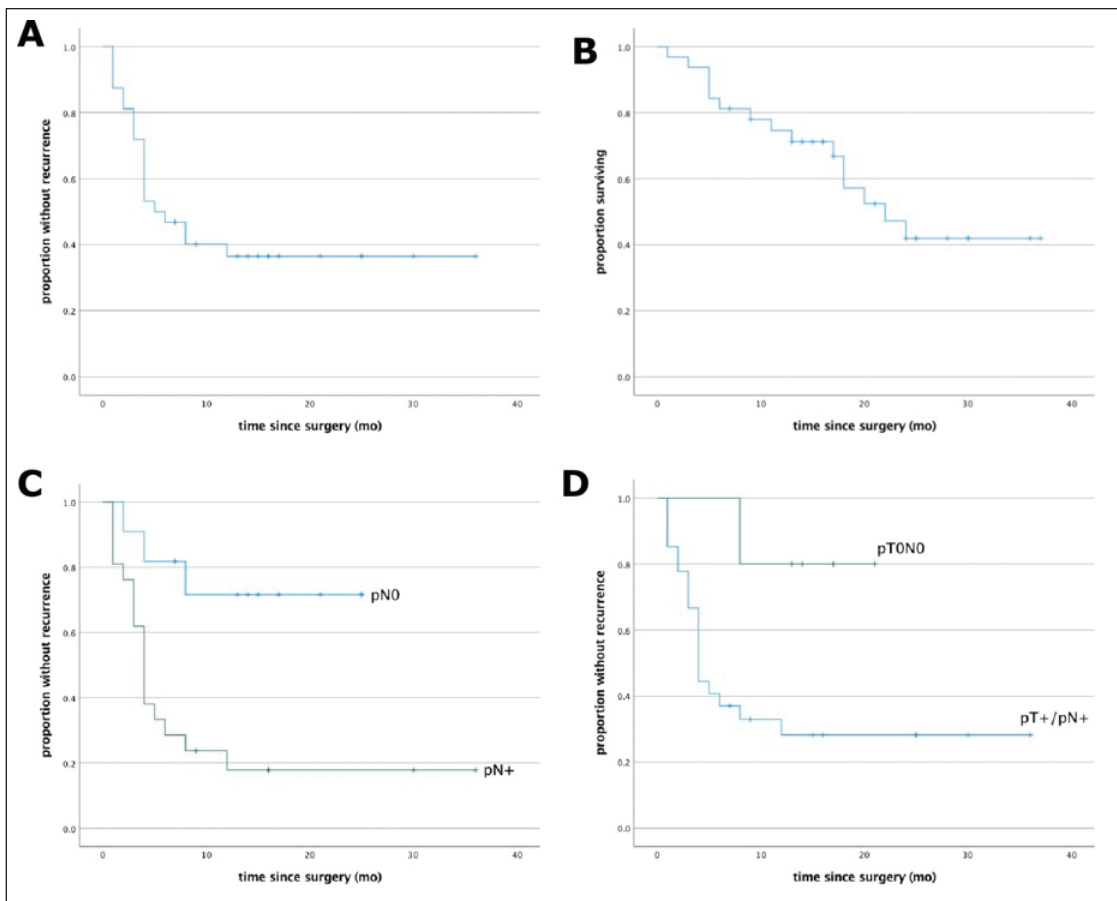 A
proportion without recurrence
1.0
0.8
0.6
0.4
0.2
0.0
0 10 20 30 40
time since surgery (mo)
B
proportion surviving
1.0
0.8
0.6
0.4
0.2
0.0
0 10 20 30 40
time since surgery (mo)
C
proportion without recurrence
1.0
0.8
0.6
0.4
0.2
0.0
pN0
pN+
0 10 20 30 40
time since surgery (mo)
D
proportion without recurrence
1.0
0.8
0.6
0.4
0.2
0.0
pT0N0
pT+/pN+
0 10 20 30 40
time since surgery (mo)